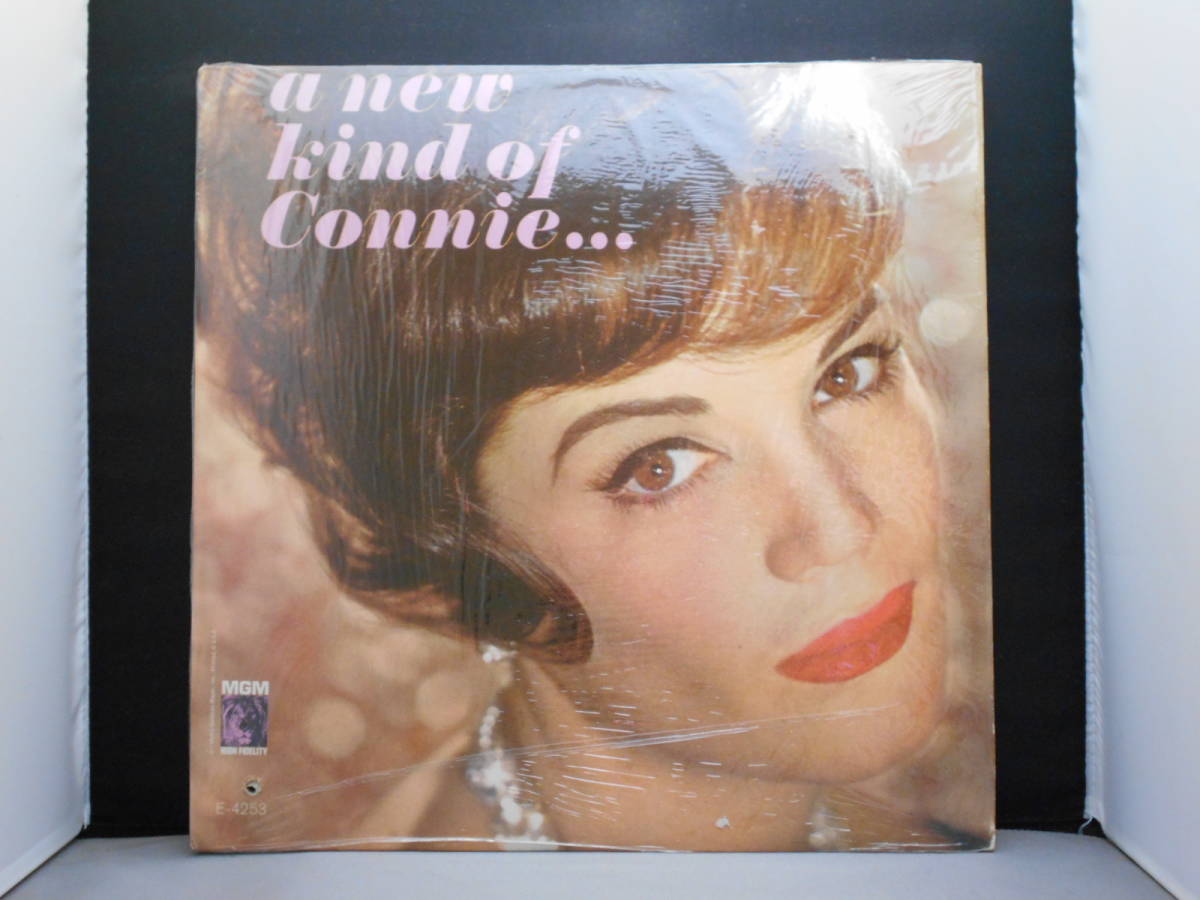 a new
kind of
Connie...
MGM
HIGH FIDELITY
E-4253